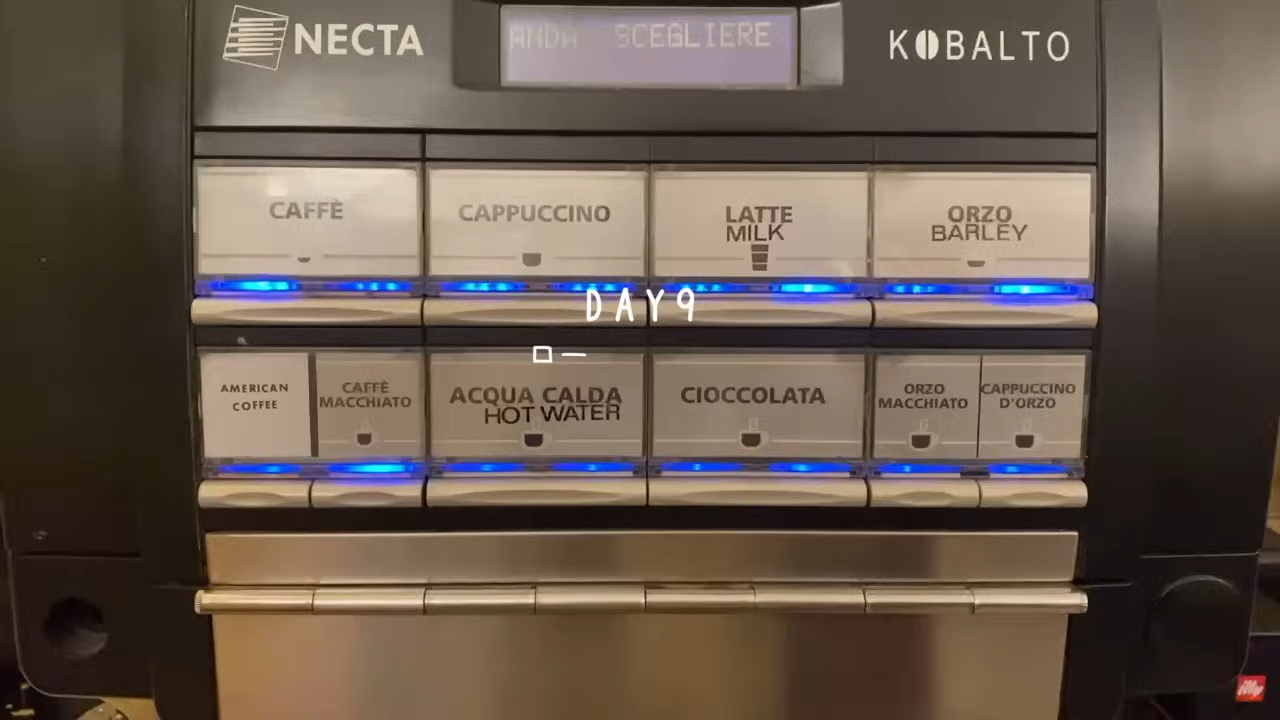 NECTA
ANDA SCEGLIERE
KOBALTO
CAFFÈ
CAPPUCCINO
LATTE
MILK
ORZO
BARLEY
DAY9
AMERICAN
COFFEE
CAFFÈ
MACCHIATO
ACQUA CALDA
HOT WATER
CIOCCOLATA
ORZO
MACCHIATO
CAPPUCCINO
D'ORZO
illy